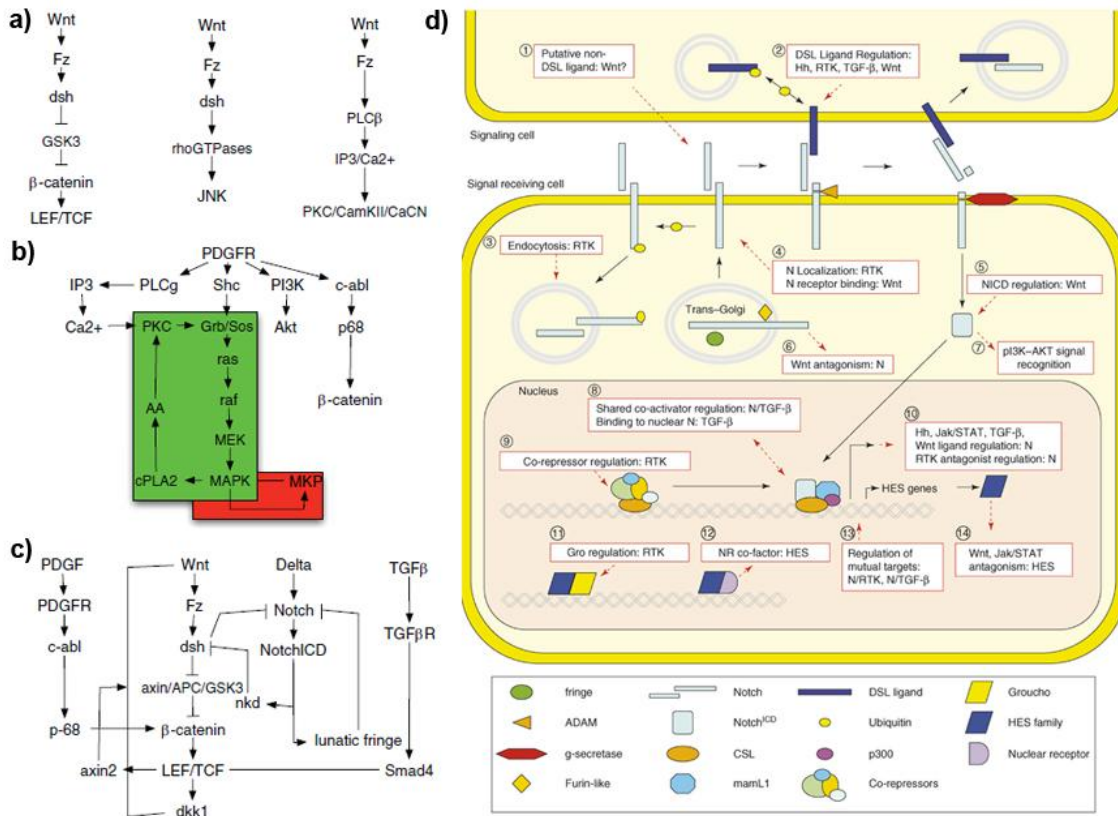 a)
Wnt
Fz
dsh
GSK3
β-catenin
LEF/TCF
Wnt
Fz
dsh
rhoGTPases
JNK
Wnt
Fz
PLCβ
IP3/Ca2+
PKC/CamKII/CaCN
b)
PDGFR
IP3
PLCg
Shc
PI3K
c-abl
Ca2+
PKC
Grb/Sos
Akt
p68
ras
β-catenin
raf
AA
MEK
cPLA2
MAPK
MKP
c)
PDGF
Wnt
Delta
TGFβ
PDGFR
Fz
Notch
TGFβR
c-abl
dsh
NotchICD
axin/APC/GSK3
nkd
p-68
β-catenin
lunatic fringe
axin2
LEF/TCF
Smad4
dkk1
d)
①
Putative non-
DSL ligand: Wnt?
②
DSL Ligand Regulation:
Hh, RTK, TGF-β, Wnt
Signaling cell
Signal receiving cell
③
Endocytosis: RTK
④
N Localization: RTK
N receptor binding: Wnt
⑤
NICD regulation: Wnt
Trans–Golgi
⑥
Wnt antagonism: N
⑦
pI3K–AKT signal
recognition
Nucleus
⑧
Shared co-activator regulation: N/TGF-β
Binding to nuclear N: TGF-β
⑨
Co-repressor regulation: RTK
⑩
Hh, Jak/STAT, TGF-β,
Wnt ligand regulation: N
RTK antagonist regulation: N
HES genes
⑪
Gro regulation: RTK
⑫
NR co-factor: HES
⑬
Regulation of
mutual targets:
N/RTK, N/TGF-β
⑭
Wnt, Jak/STAT
antagonism: HES
fringe
Notch
DSL ligand
Groucho
ADAM
Notch^ICD
Ubiquitin
HES family
g-secretase
CSL
p300
Nuclear receptor
Furin-like
mamL1
Co-repressors